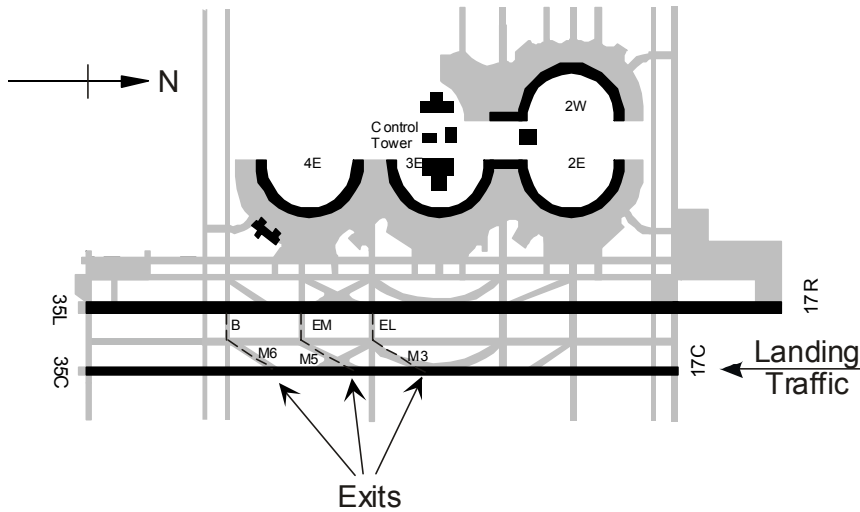 N
2W
Control
Tower
4E
3E
2E
35L
17R
B
EM
EL
M6
M5
M3
35C
17C
Landing
Traffic
Exits